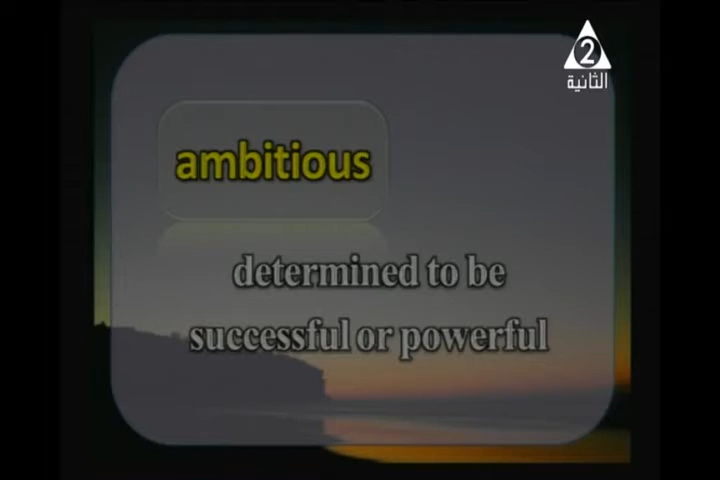 2
الثانية
ambitious
determined to be
successful or powerful